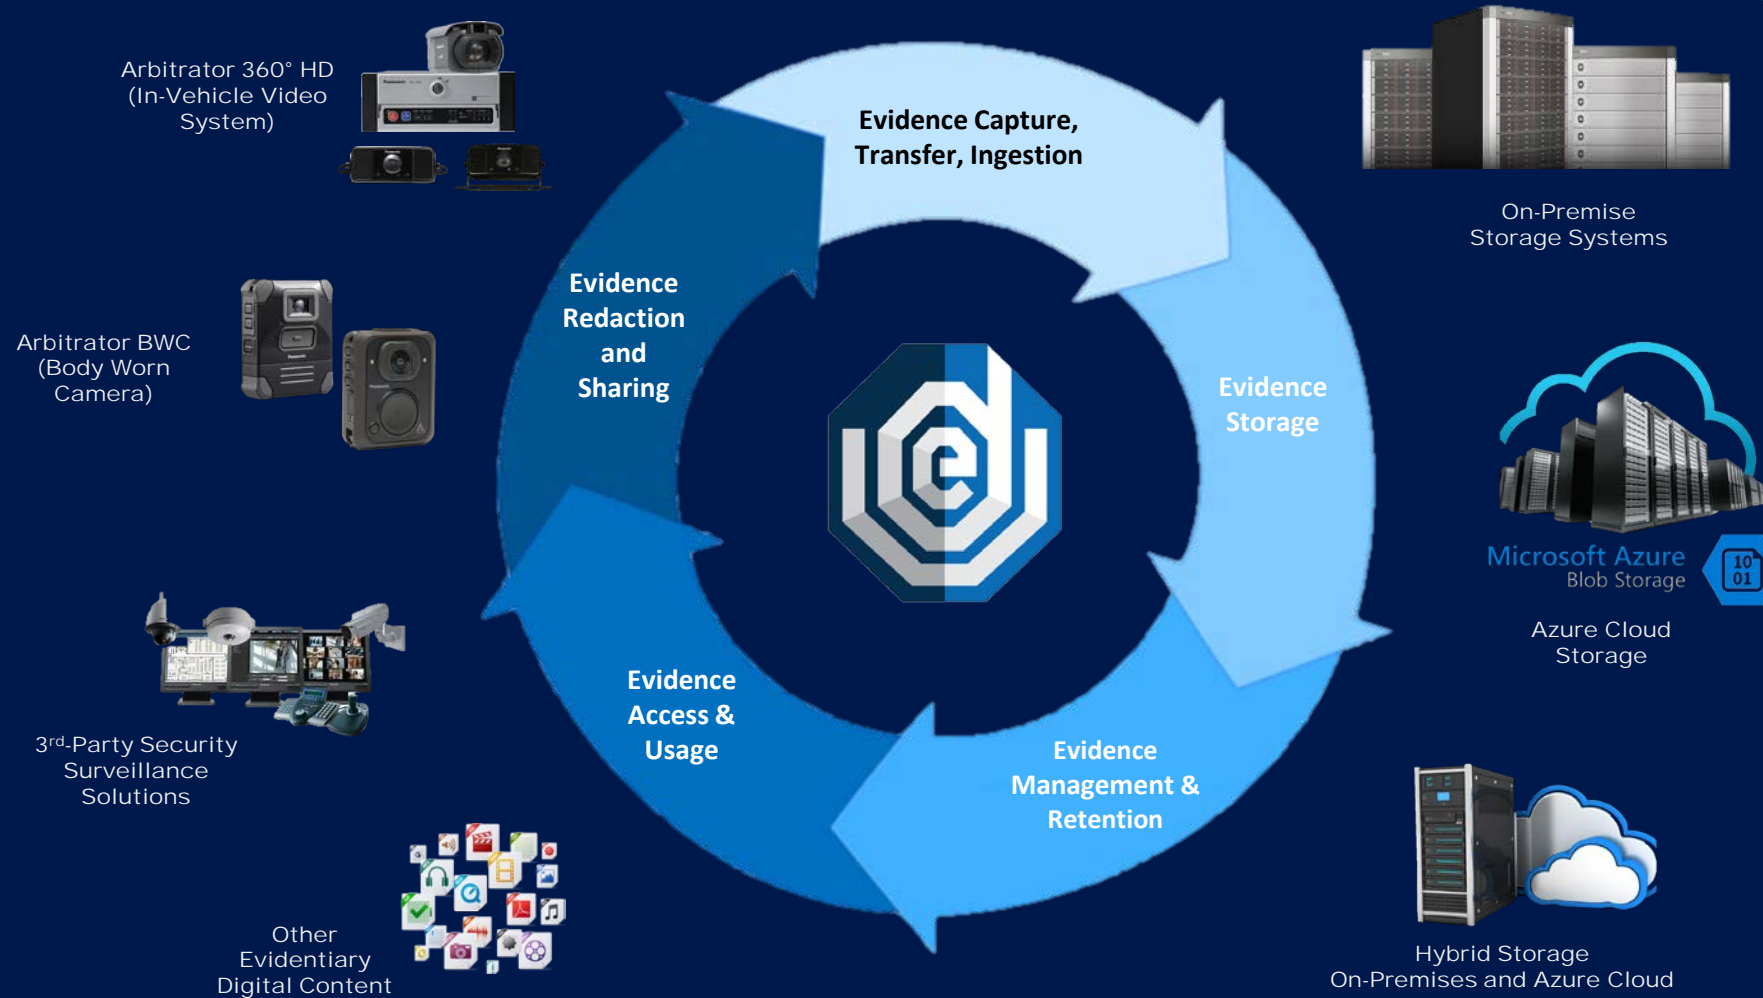 Arbitrator 360° HD
(In-Vehicle Video
System)
Arbitrator BWC
(Body Worn
Camera)
3rd-Party Security
Surveillance
Solutions
Other
Evidentiary
Digital Content
Evidence Capture,
Transfer, Ingestion
Evidence
Storage
Evidence
Management &
Retention
Evidence
Access &
Usage
Evidence
Redaction
and
Sharing
On-Premise
Storage Systems
Microsoft Azure
Blob Storage
10
01
Azure Cloud
Storage
Hybrid Storage
On-Premises and Azure Cloud